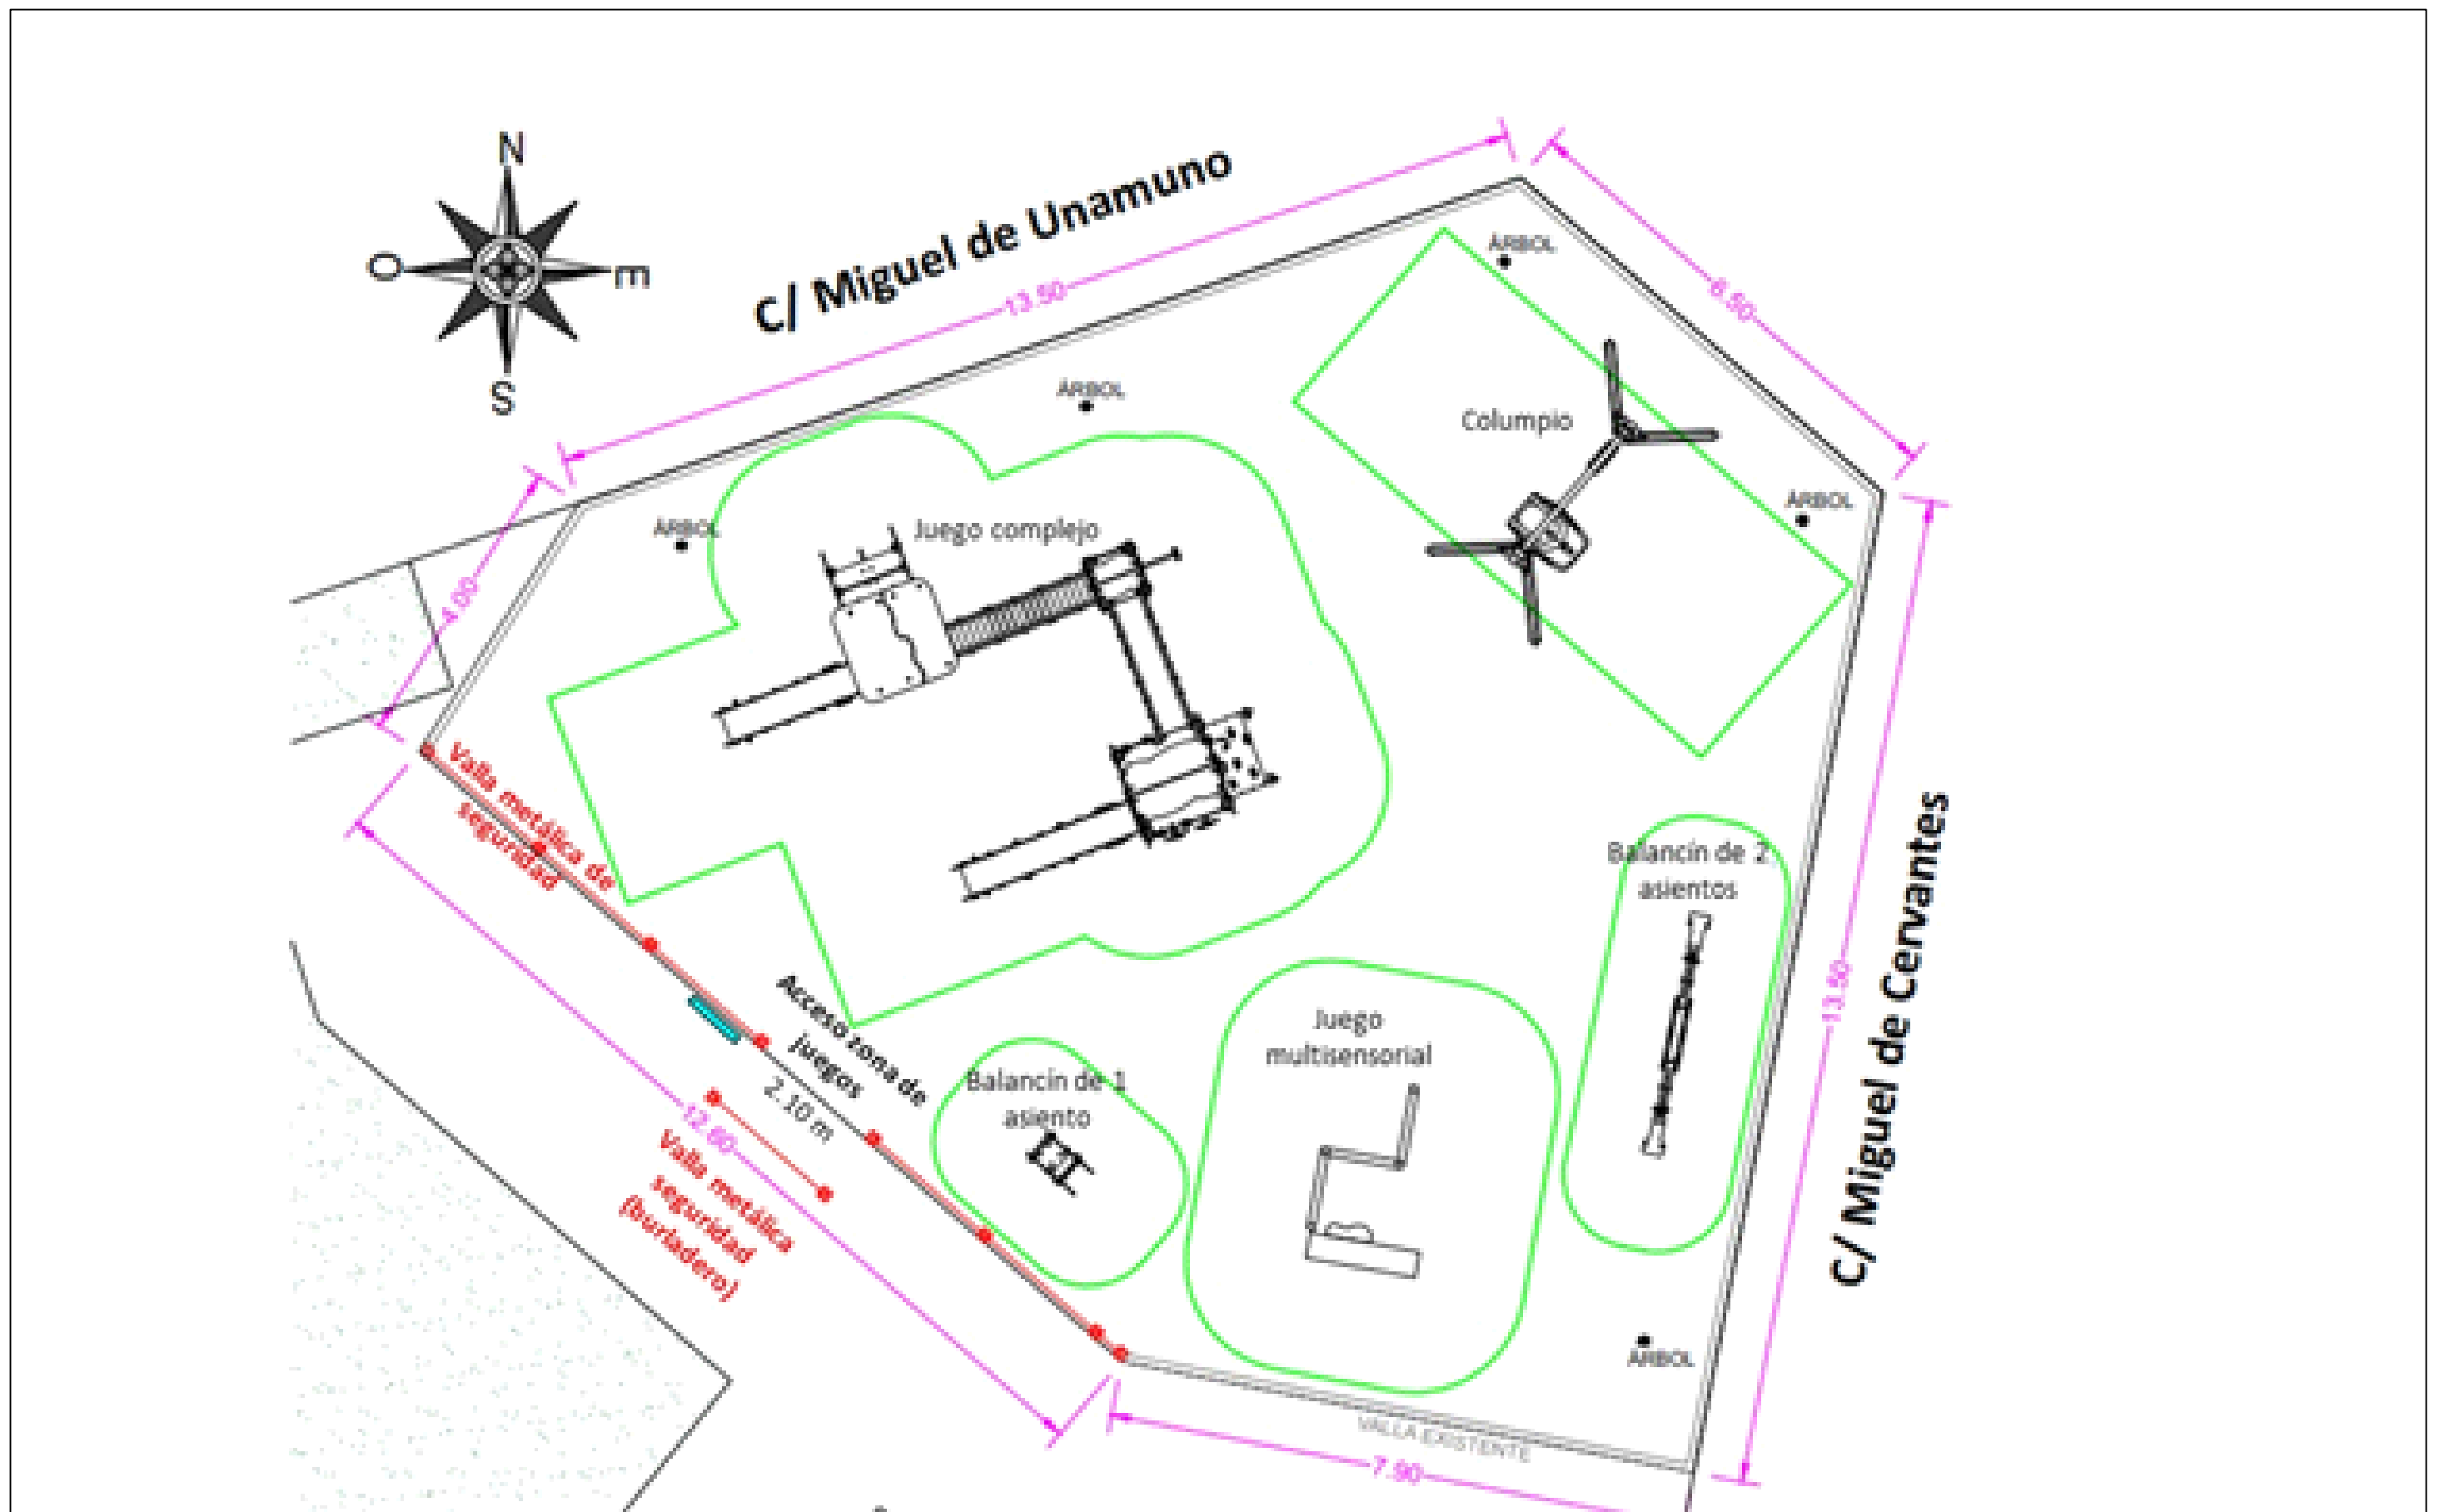 N
O
E
S
C/ Miguel de Unamuno
13.50
6.50
ÁRBOL
ÁRBOL
Columpio
ÁRBOL
ÁRBOL
Juego complejo
4.00
Valla metálica de
seguridad
Balancín de 2
asientos
C/ Miguel de Cervantes
13.50
Acceso zona de
juegos
2.10 m
Juego
multisensorial
Balancín de 1
asiento
12.60
Valla metálica
seguridad
(burladero)
ÁRBOL
VALLA EXISTENTE
7.90